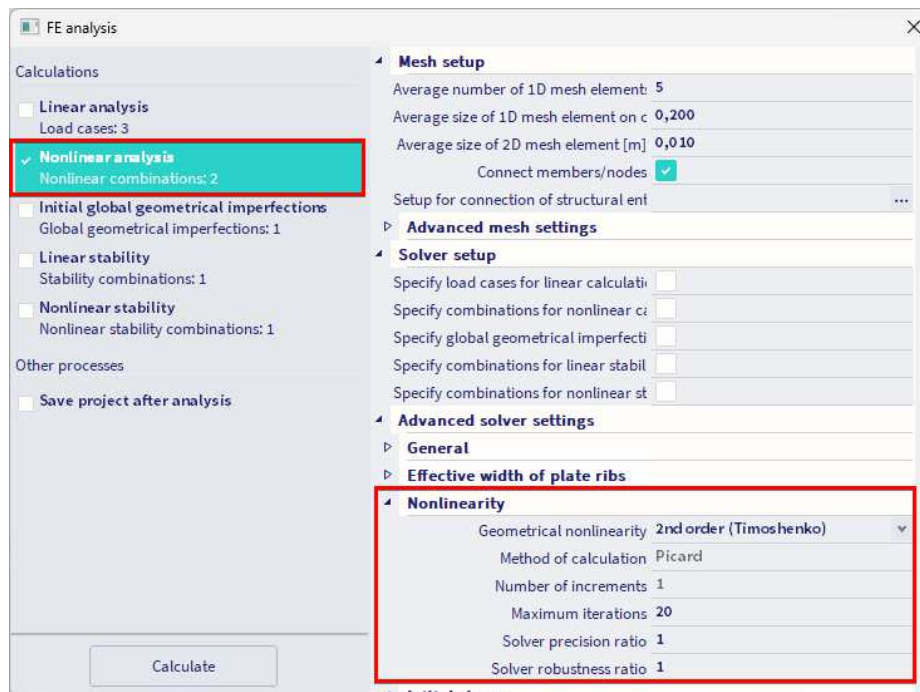 FE analysis
Calculations
Linear analysis
Load cases: 3
Nonlinear analysis
Nonlinear combinations: 2
Initial global geometrical imperfections
Global geometrical imperfections: 1
Linear stability
Stability combinations: 1
Nonlinear stability
Nonlinear stability combinations: 1
Other processes
Save project after analysis
Calculate
Mesh setup
Average number of 1D mesh element: 5
Average size of 1D mesh element on c 0,200
Average size of 2D mesh element [m] 0,010
Connect members/nodes
Setup for connection of structural ent ...
Advanced mesh settings
Solver setup
Specify load cases for linear calculati
Specify combinations for nonlinear ca
Specify global geometrical imperfecti
Specify combinations for linear stabil
Specify combinations for nonlinear st
Advanced solver settings
General
Effective width of plate ribs
Nonlinearity
Geometrical nonlinearity 2nd order (Timoshenko)
Method of calculation Picard
Number of increments 1
Maximum iterations 20
Solver precision ratio 1
Solver robustness ratio 1